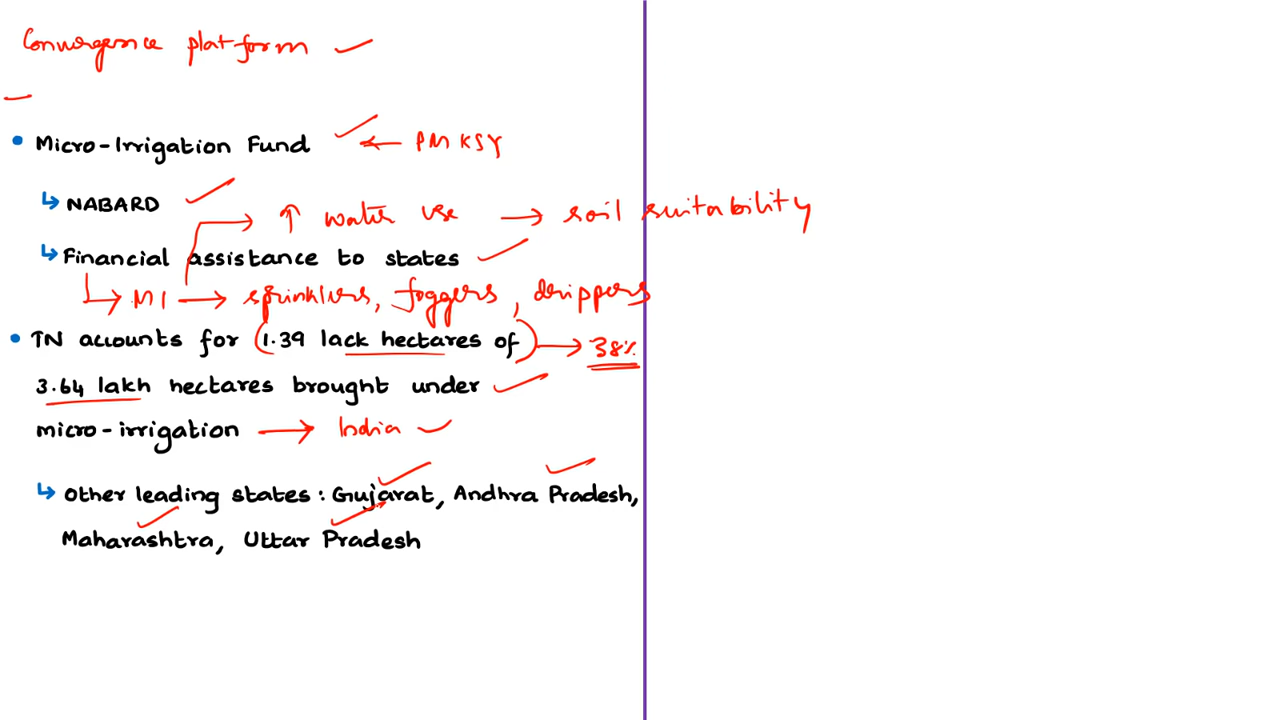 Convergence platform
Micro-Irrigation Fund ← PMKSY
↳ NABARD
→ ↑ water use → soil suitability
↳ Financial assistance to states
→ MI → sprinklers, foggers, drippers
TN accounts for (1.39 lack hectares of) → 38%
3.64 lakh hectares brought under
micro-irrigation → India
↳ Other leading states: Gujarat, Andhra Pradesh,
Maharashtra, Uttar Pradesh